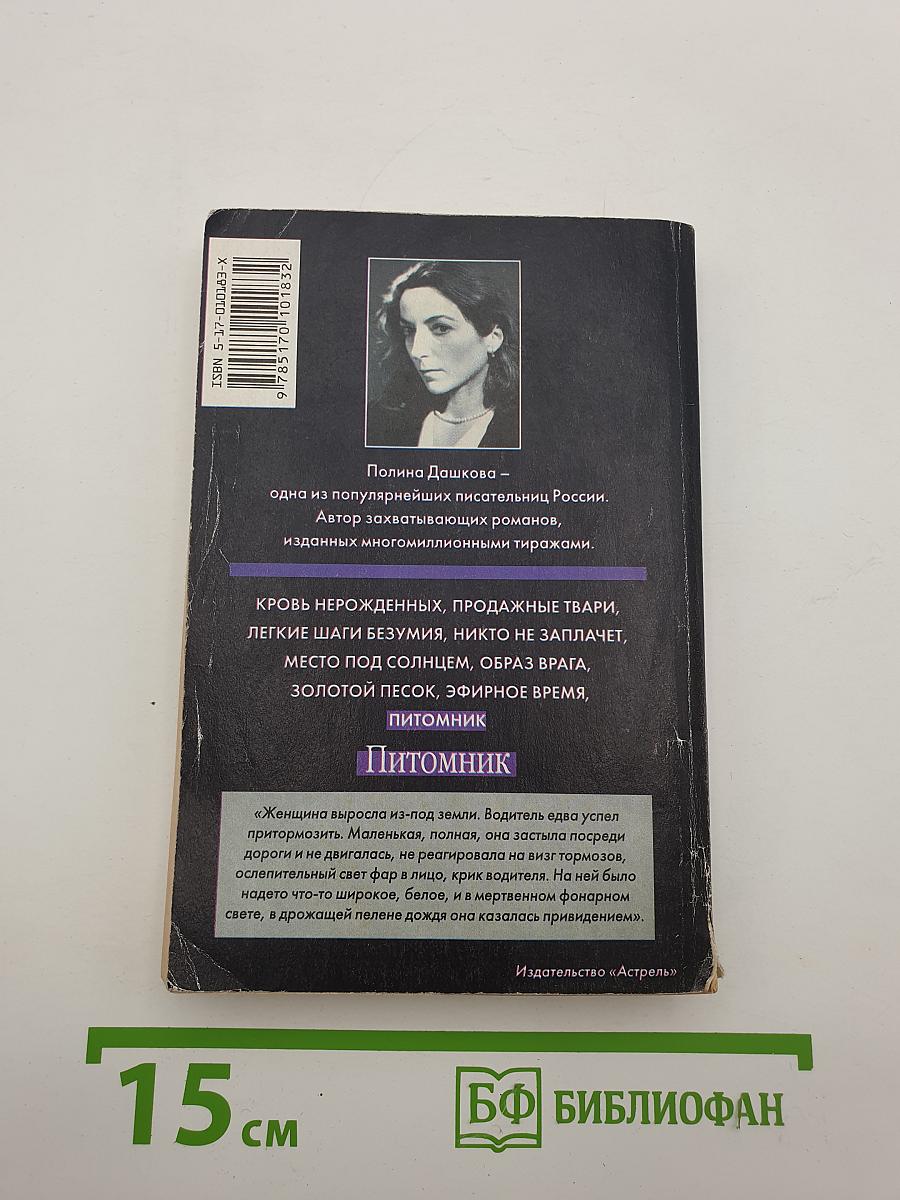 ISBN 5-17-010183-X
9 785170 101832
Полина Дашкова –
одна из популярнейших писательниц России.
Автор захватывающих романов,
изданных многомиллионными тиражами.
КРОВЬ НЕРОЖДЕННЫХ, ПРОДАЖНЫЕ ТВАРИ,
ЛЕГКИЕ ШАГИ БЕЗУМИЯ, НИКТО НЕ ЗАПЛАЧЕТ,
МЕСТО ПОД СОЛНЦЕМ, ОБРАЗ ВРАГА,
ЗОЛОТОЙ ПЕСОК, ЭФИРНОЕ ВРЕМЯ,
ПИТОМНИК
Питомник
«Женщина выросла из-под земли. Водитель едва успел
притормозить. Маленькая, полная, она застыла посреди
дороги и не двигалась, не реагировала на визг тормозов,
ослепительный свет фар в лицо, крик водителя. На ней было
надето что-то широкое, белое, и в мертвенном фонарном
свете, в дрожащей пелене дождя она казалась привидением».
Издательство «Астрель»
15 см
БФ БИБЛИОФАН